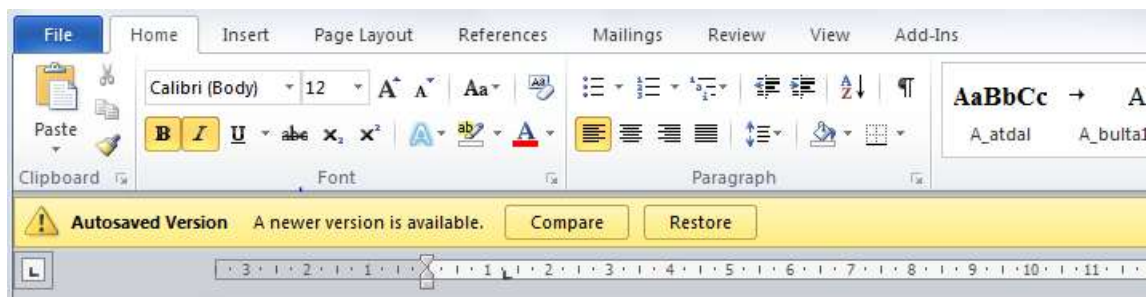 File Home Insert Page Layout References Mailings Review View Add-Ins
Calibri (Body) 12 A A Aa Aa
Paste B I U abc x₂ x² A ab A AaBbCc → A
A_atdal A_bulta1
Clipboard Font Paragraph
Autosaved Version A newer version is available. Compare Restore
L 3 2 1 1 2 3 4 5 6 7 8 9 10 11